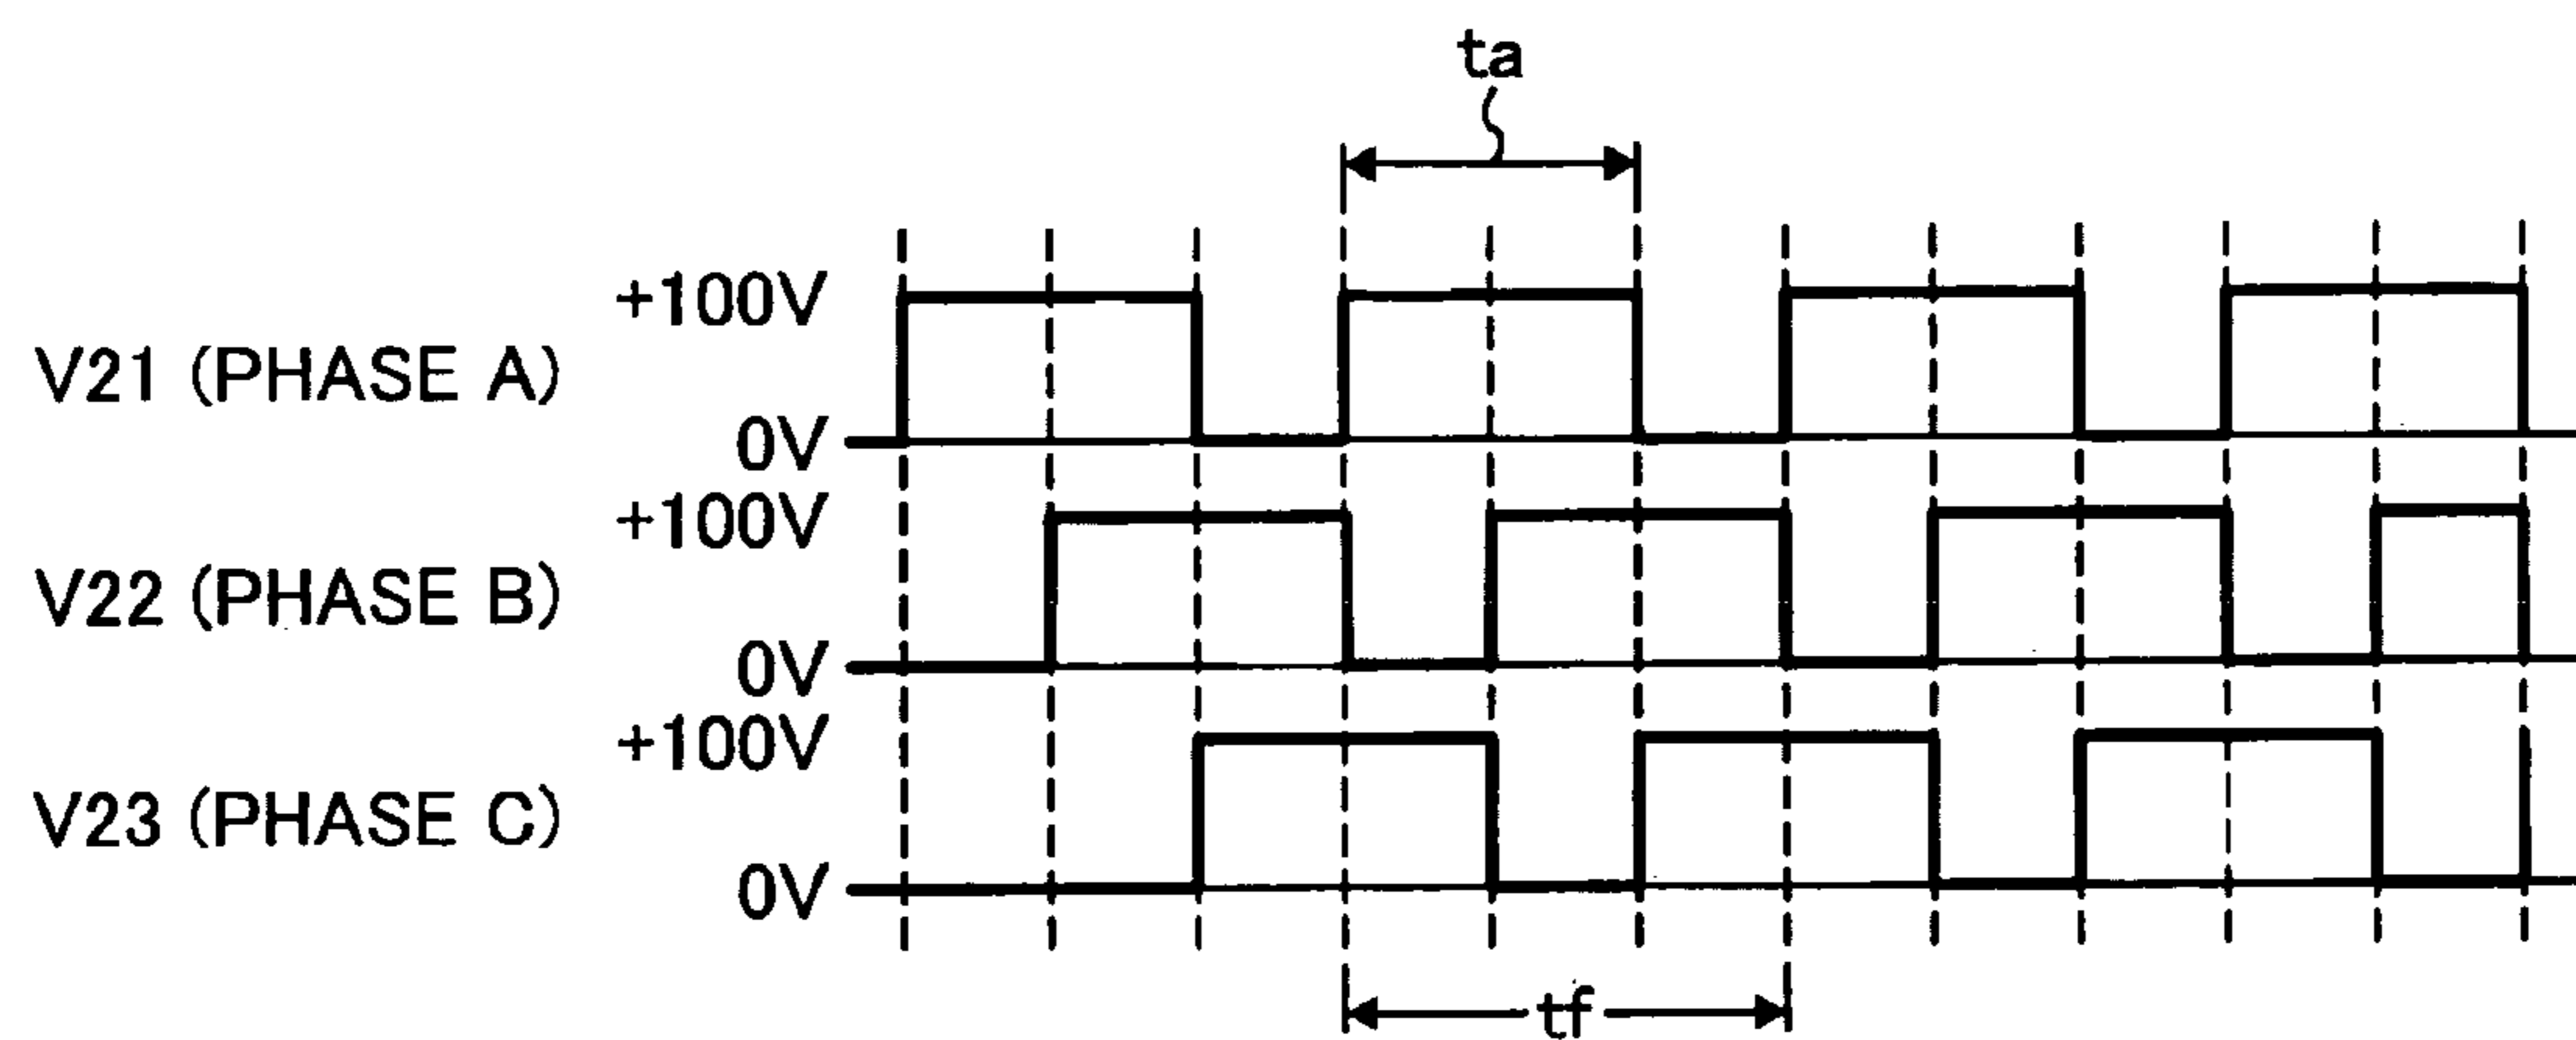 ta
+100V
V21 (PHASE A)
0V
+100V
V22 (PHASE B)
0V
+100V
V23 (PHASE C)
0V
tf